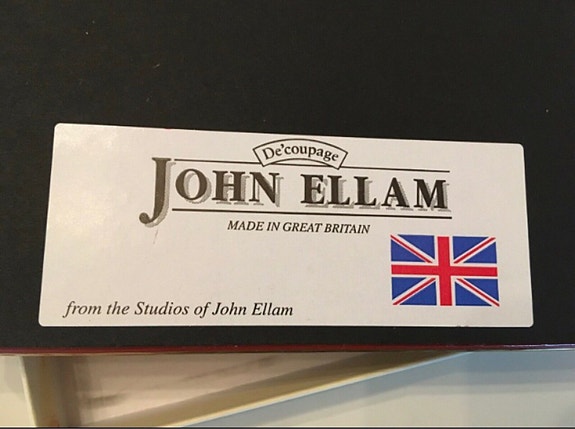 De'coupage
JOHN ELLAM
MADE IN GREAT BRITAIN
from the Studios of John Ellam